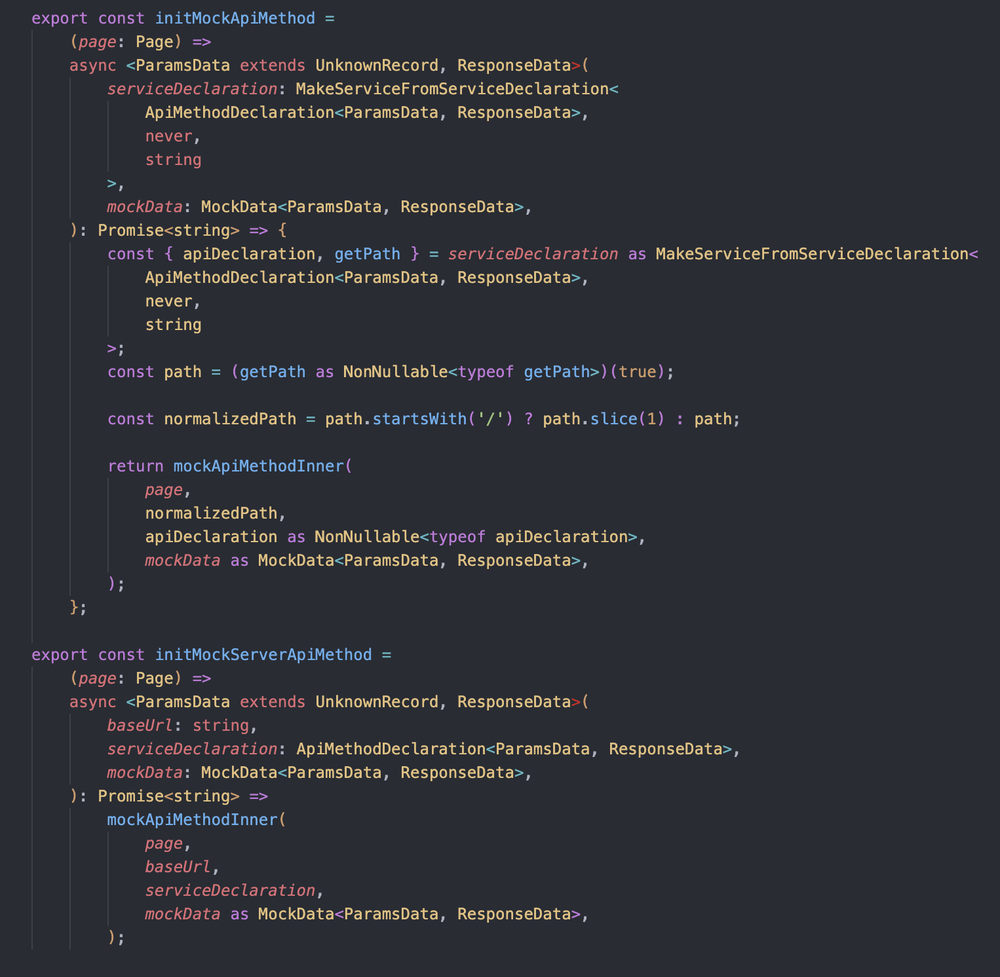 export const initMockApiMethod =
(page: Page) =>
async <ParamsData extends UnknownRecord, ResponseData>(
serviceDeclaration: MakeServiceFromServiceDeclaration<
ApiMethodDeclaration<ParamsData, ResponseData>,
never,
string
>,
mockData: MockData<ParamsData, ResponseData>,
): Promise<string> => {
const { apiDeclaration, getPath } = serviceDeclaration as MakeServiceFromServiceDeclaration<
ApiMethodDeclaration<ParamsData, ResponseData>,
never,
string
>;
const path = (getPath as NonNullable<typeof getPath>)(true);
const normalizedPath = path.startsWith('/') ? path.slice(1) : path;
return mockApiMethodInner(
page,
normalizedPath,
apiDeclaration as NonNullable<typeof apiDeclaration>,
mockData as MockData<ParamsData, ResponseData>,
);
};
export const initMockServerApiMethod =
(page: Page) =>
async <ParamsData extends UnknownRecord, ResponseData>(
baseUrl: string,
serviceDeclaration: ApiMethodDeclaration<ParamsData, ResponseData>,
mockData: MockData<ParamsData, ResponseData>,
): Promise<string> =>
mockApiMethodInner(
page,
baseUrl,
serviceDeclaration,
mockData as MockData<ParamsData, ResponseData>,
);